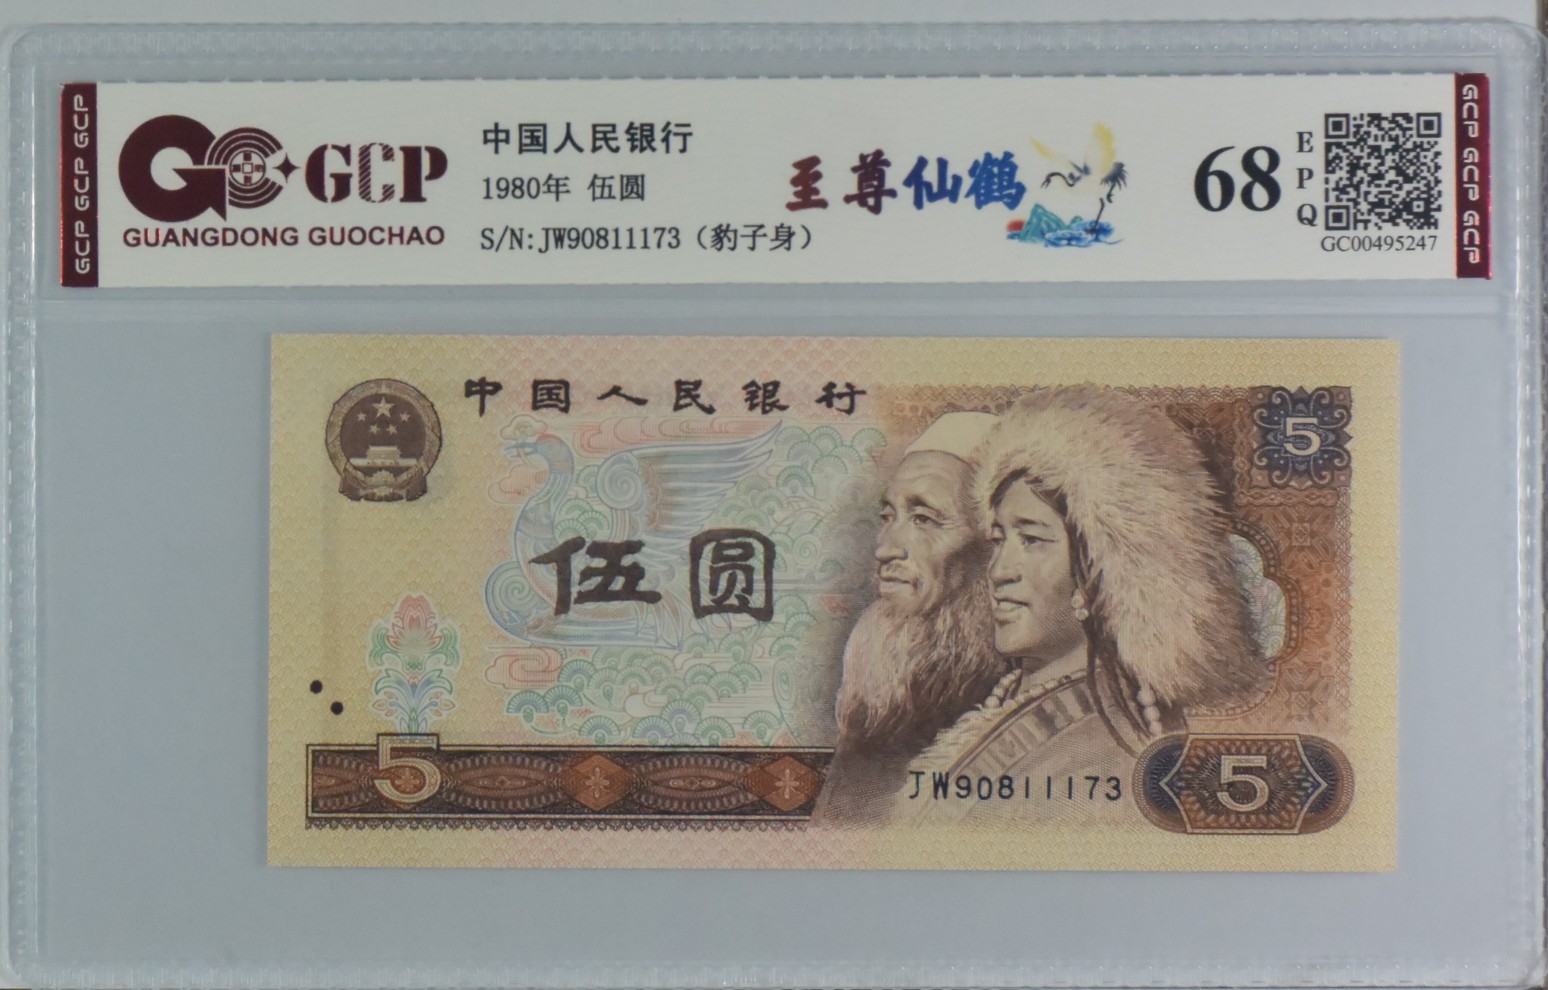 GCP GCP GCP
GCP
GUANGDONG GUOCHAO
中国人民银行
1980年 伍圆
S/N:JW90811173（豹子身）
至尊仙鹤
68
EPQ
GC00495247
GCP GCP GCP
中国人民银行
5
伍圆
5
JW90811173
5